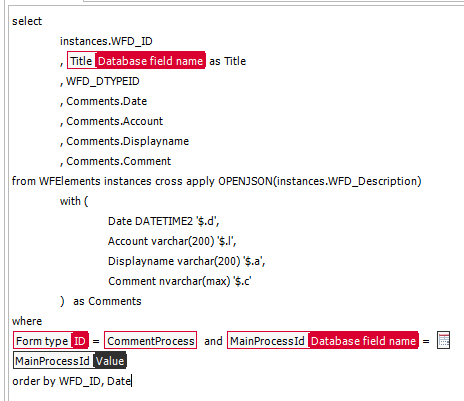 select
instances.WFD_ID
, Title Database field name as Title
, WFD_DTYPEID
, Comments.Date
, Comments.Account
, Comments.Displayname
, Comments.Comment
from WFElements instances cross apply OPENJSON(instances.WFD_Description)
with (
Date DATETIME2 '$.d',
Account varchar(200) '$.l',
Displayname varchar(200) '$.a',
Comment nvarchar(max) '$.c'
) as Comments
where
Form type ID = CommentProcess and MainProcessId Database field name =
MainProcessId Value
order by WFD_ID, Date